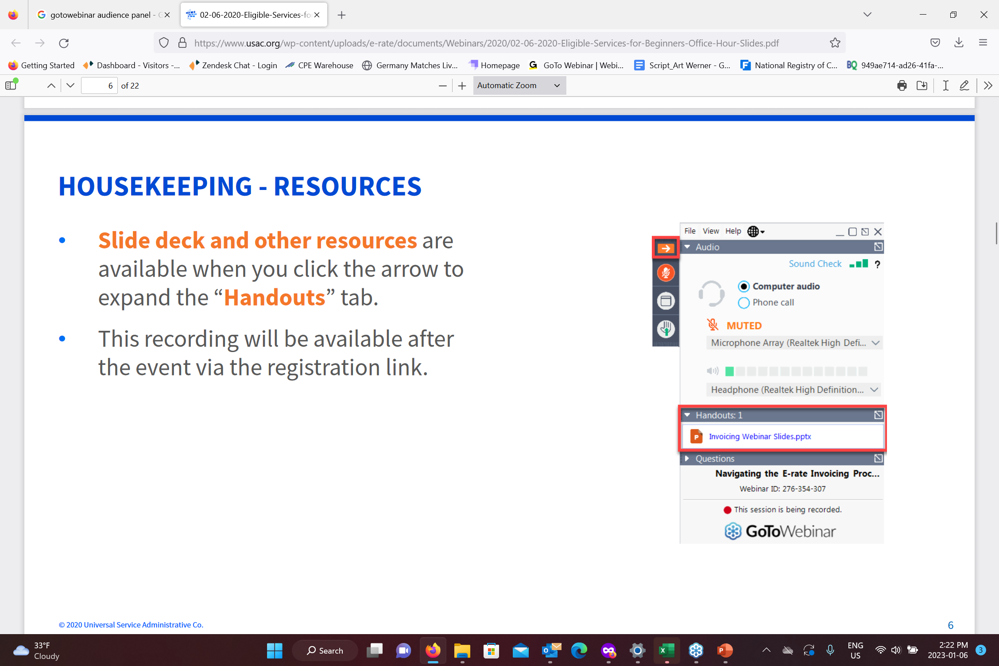 gotowebinar audience panel - G
02-06-2020-Eligible-Services-fo
https://www.usac.org/wp-content/uploads/e-rate/documents/Webinars/2020/02-06-2020-Eligible-Services-for-Beginners-Office-Hour-Slides.pdf
Getting Started Dashboard - Visitors -... Zendesk Chat - Login CPE Warehouse Germany Matches Liv... Homepage GoTo Webinar | Webi... Script_Art Werner - G... National Registry of C... BQ 949ae714-ad26-41fa-...
6 of 22 Automatic Zoom
HOUSEKEEPING - RESOURCES
• Slide deck and other resources are
available when you click the arrow to
expand the “Handouts” tab.
• This recording will be available after
the event via the registration link.
File View Help
Audio
Sound Check ?
Computer audio
Phone call
MUTED
Microphone Array (Realtek High Defi...
Headphone (Realtek High Definition...
Handouts: 1
Invoicing Webinar Slides.pptx
Questions
Navigating the E-rate Invoicing Proc...
Webinar ID: 276-354-307
This session is being recorded.
GoToWebinar
© 2020 Universal Service Administrative Co.
6
33°F
Cloudy
Search
ENG
US
2:22 PM
2023-01-06
3